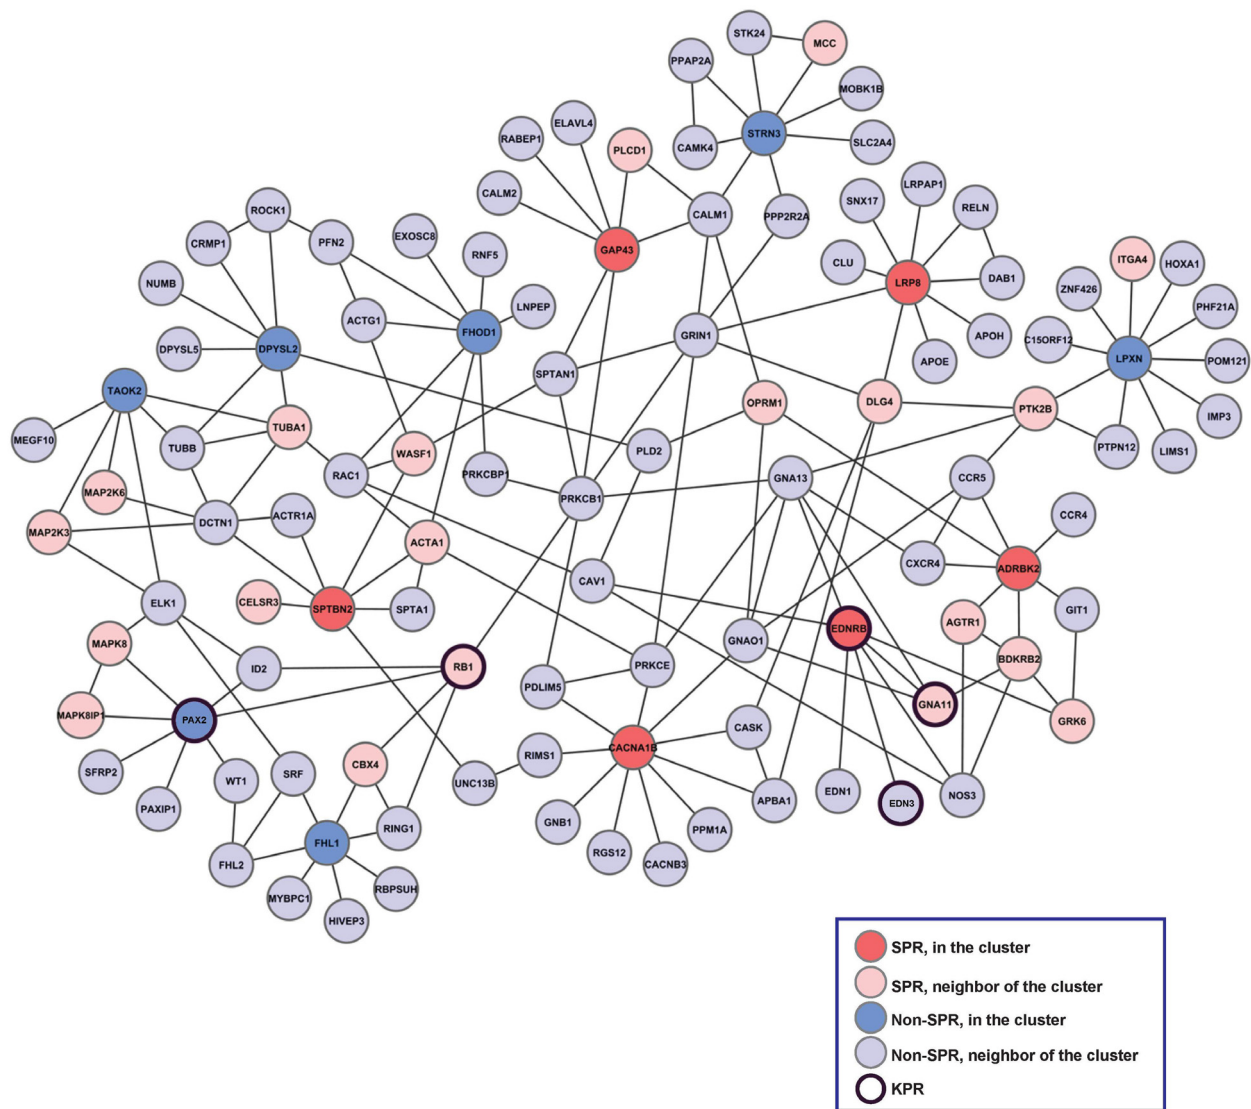 STK24
MCC
PPAP2A
MOBK1B
ELAVL4
STRN3
RABEP1
SLC2A4
CAMK4
PLCD1
LRPAP1
CALM2
SNX17
RELN
ROCK1
CALM1
PPP2R2A
EXOSC8
PFN2
CRMP1
GAP43
RNF5
ITGA4
HOXA1
CLU
DAB1
NUMB
LRP8
ZNF426
LNPEP
PHF21A
ACTG1
FHOD1
GRIN1
APOH
C15ORF12
DPYSL5
DPYSL2
LPXN
POM121
APOE
SPTAN1
TAOK2
OPRM1
DLG4
PTK2B
IMP3
TUBA1
MEGF10
TUBB
WASF1
PLD2
PTPN12
LIMS1
RAC1
PRKCBP1
GNA13
CCR5
MAP2K6
PRKCB1
ACTR1A
CCR4
DCTN1
MAP2K3
ACTA1
CXCR4
ADRBK2
CAV1
ELK1
CELSR3
SPTBN2
SPTA1
GIT1
AGTR1
EDNRB
MAPK8
GNAO1
BDKRB2
ID2
RB1
PRKCE
PDLIM5
GNA11
MAPK8IP1
PAX2
GRK6
CASK
CACNA1B
RIMS1
CBX4
SFRP2
SRF
WT1
UNC13B
EDN1
NOS3
APBA1
EDN3
PAXIP1
GNB1
PPM1A
RING1
FHL1
RGS12
FHL2
CACNB3
RBPSUH
MYBPC1
HIVEP3
SPR, in the cluster
SPR, neighbor of the cluster
Non-SPR, in the cluster
Non-SPR, neighbor of the cluster
KPR